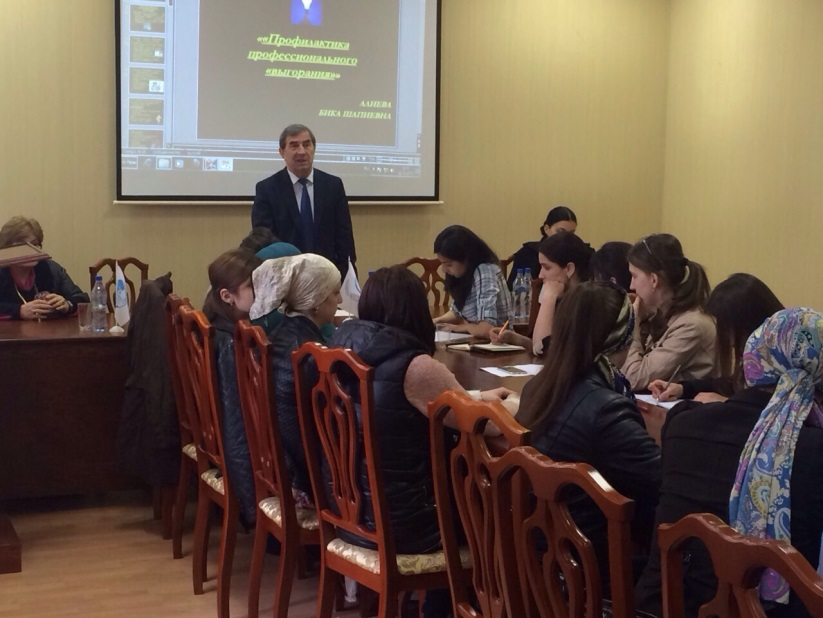 ««Профилактика
профессионального
«выгорания»»
АЛИЕВА
БИКА ШАПИЕВНА